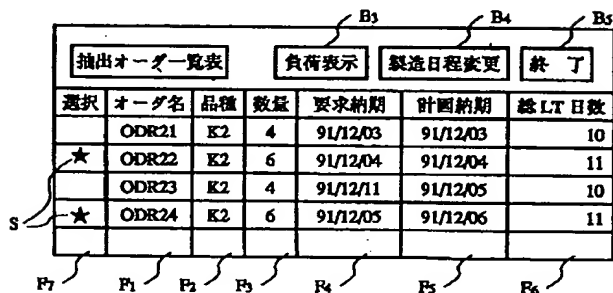 B3 B4 B5
抽出オーダ一覧表 負荷表示 製造日程変更 終 了
選択 オーダ名 品種 数量 要求納期 計画納期 総LT日数
ODR21 K2 4 91/12/03 91/12/03 10
★ ODR22 K2 6 91/12/04 91/12/04 11
ODR23 K2 4 91/12/11 91/12/05 10
S ★ ODR24 K2 6 91/12/05 91/12/06 11
F7 F1 F2 F3 F4 F5 F6